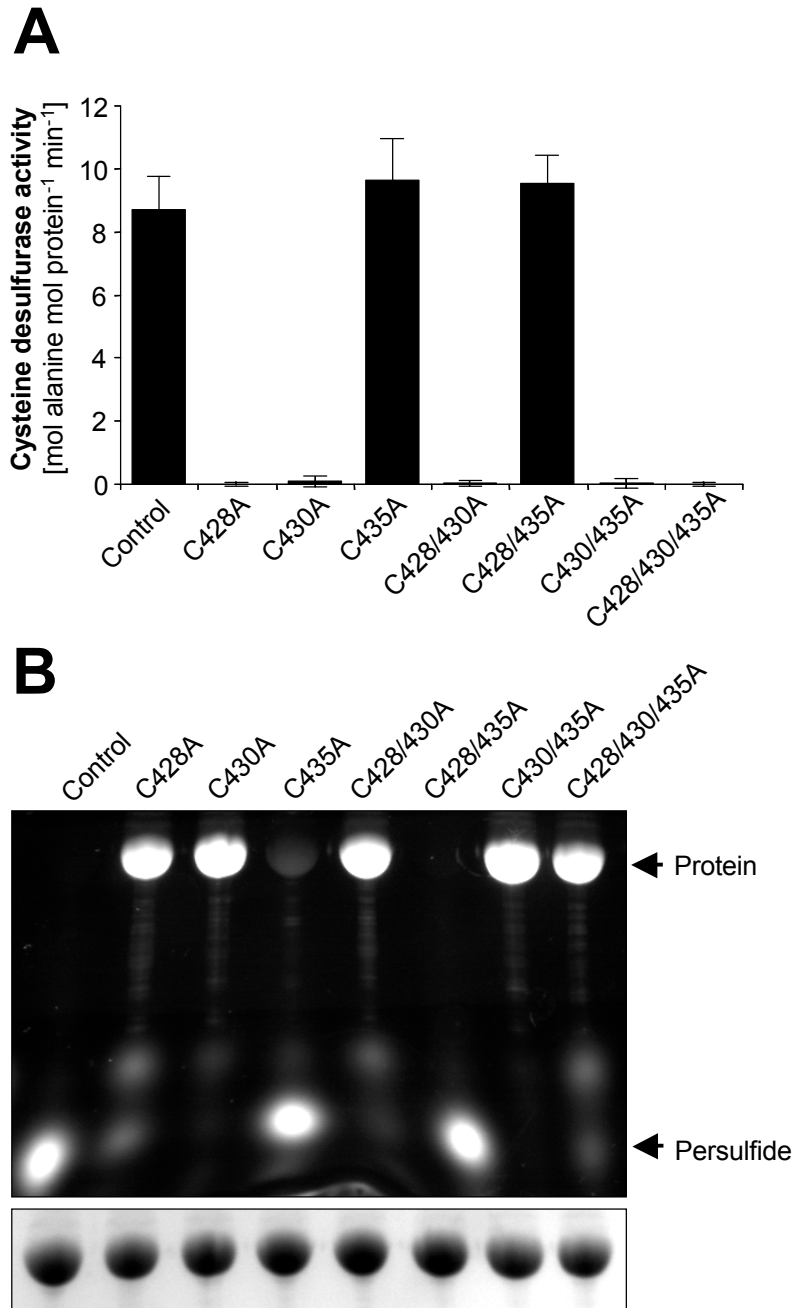 A
Cysteine desulfurase activity
[mol alanine mol protein⁻¹ min⁻¹]
12
10
8
6
4
2
0
Control
C428A
C430A
C435A
C428/430A
C428/435A
C430/435A
C428/430/435A
B
Control
C428A
C430A
C435A
C428/430A
C428/435A
C430/435A
C428/430/435A
Protein
Persulfide